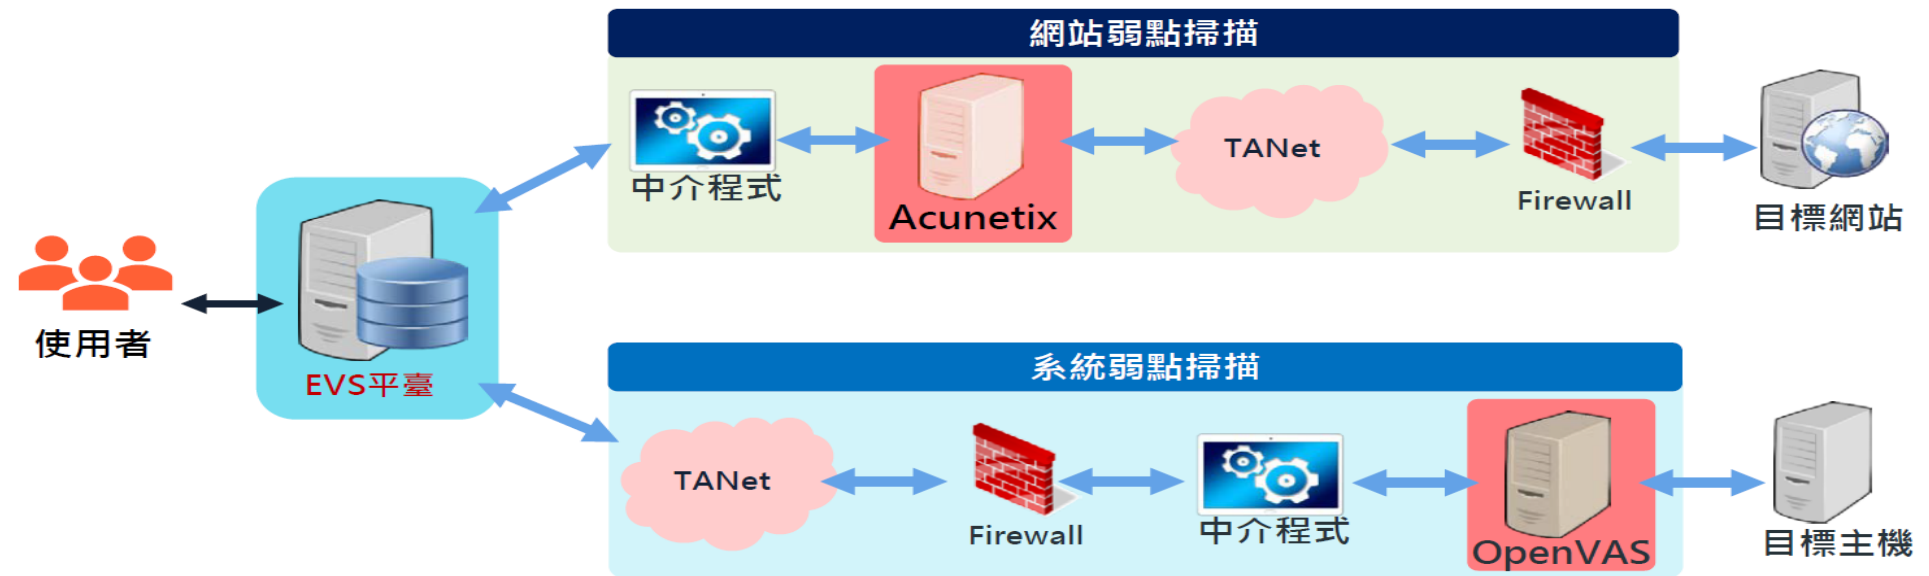 網站弱點掃描
中介程式
Acunetix
TANet
Firewall
目標網站
使用者
EVS平臺
系統弱點掃描
TANet
Firewall
中介程式
OpenVAS
目標主機